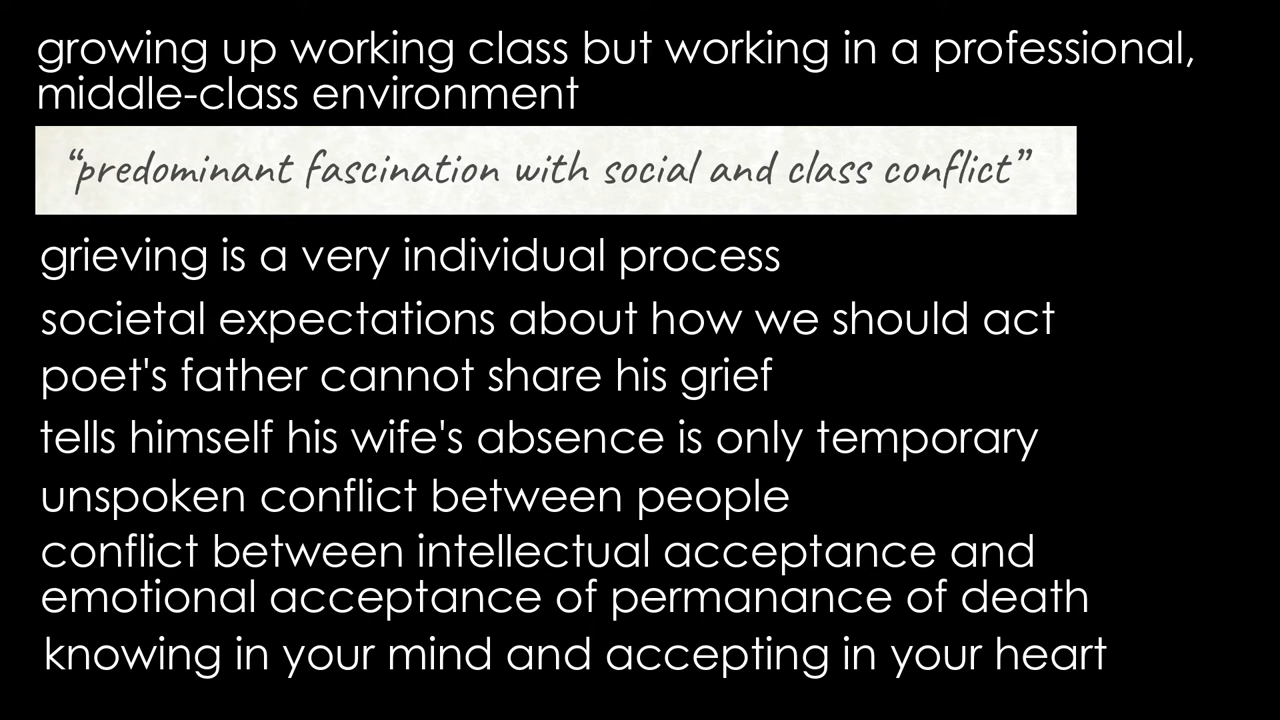 growing up working class but working in a professional,
middle-class environment
“predominant fascination with social and class conflict”
grieving is a very individual process
societal expectations about how we should act
poet's father cannot share his grief
tells himself his wife's absence is only temporary
unspoken conflict between people
conflict between intellectual acceptance and
emotional acceptance of permanance of death
knowing in your mind and accepting in your heart